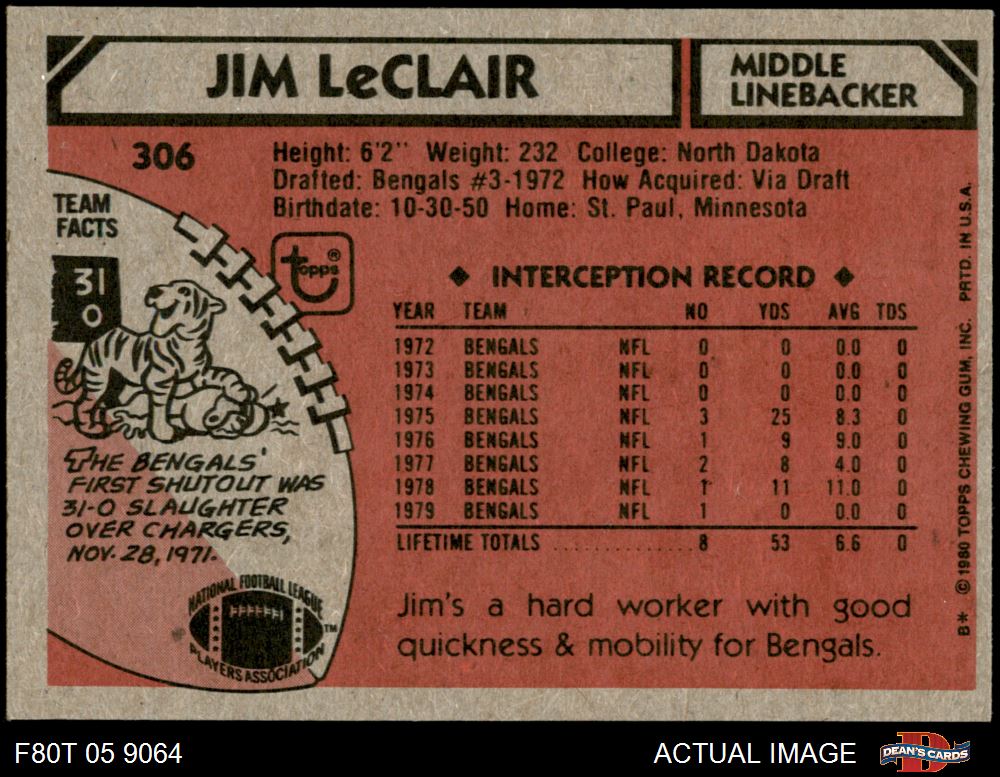 JIM LeCLAIR
MIDDLE
LINEBACKER
306
Height: 6'2" Weight: 232 College: North Dakota
Drafted: Bengals #3-1972 How Acquired: Via Draft
Birthdate: 10-30-50 Home: St. Paul, Minnesota
TEAM
FACTS
31
0
topps®
THE BENGALS'
FIRST SHUTOUT WAS
31-0 SLAUGHTER
OVER CHARGERS,
NOV. 28, 1971.
NATIONAL FOOTBALL LEAGUE
PLAYERS ASSOCIATION
TM
◆ INTERCEPTION RECORD ◆
YEAR TEAM NO YDS AVG TDS
1972 BENGALS NFL 0 0 0.0 0
1973 BENGALS NFL 0 0 0.0 0
1974 BENGALS NFL 0 0 0.0 0
1975 BENGALS NFL 3 25 8.3 0
1976 BENGALS NFL 1 9 9.0 0
1977 BENGALS NFL 2 8 4.0 0
1978 BENGALS NFL 1 11 11.0 0
1979 BENGALS NFL 1 0 0.0 0
LIFETIME TOTALS .............. 8 53 6.6 0
Jim's a hard worker with good
quickness & mobility for Bengals.
B* © 1980 TOPPS CHEWING GUM, INC. PRTD. IN U.S.A.
F80T 05 9064
ACTUAL IMAGE
DEAN'S CARDS